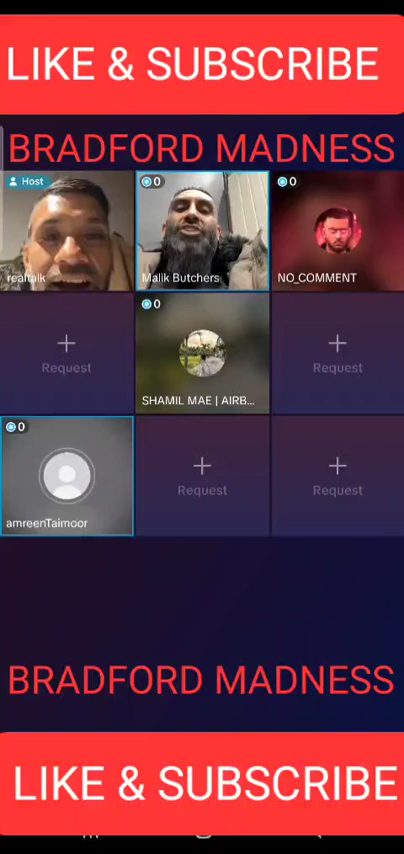 LIKE & SUBSCRIBE
BRADFORD MADNESS
Host
0
0
realtalk
Malik Butchers
NO_COMMENT
0
Request
SHAMIL MAE | AIRB...
Request
0
amreenTaimoor
Request
Request
BRADFORD MADNESS
LIKE & SUBSCRIBE